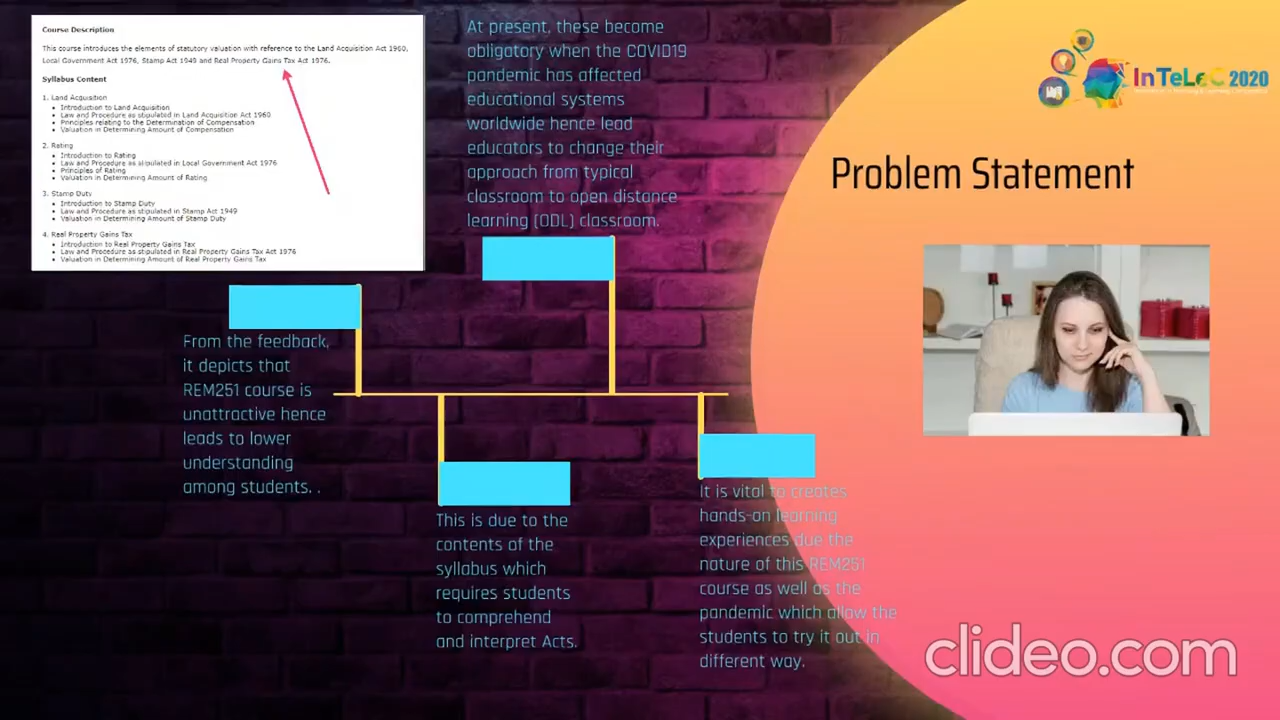 Course Description
This course introduces the elements of statutory valuation with reference to the Land Acquisition Act 1960,
Local Government Act 1976, Stamp Act 1949 and Real Property Gains Tax Act 1976.
Syllabus Content
1. Land Acquisition
• Introduction to Land Acquisition
• Law and Procedure as stipulated in Land Acquisition Act 1960
• Principles relating to the Determination of Compensation
• Valuation in Determining Amount of Compensation
2. Rating
• Introduction to Rating
• Law and Procedure as stipulated in Local Government Act 1976
• Principles of Rating
• Valuation in Determining Amount of Rating
3. Stamp Duty
• Introduction to Stamp Duty
• Law and Procedure as stipulated in Stamp Act 1949
• Valuation in Determining Amount of Stamp Duty
4. Real Property Gains Tax
• Introduction to Real Property Gains Tax
• Law and Procedure as stipulated in Real Property Gains Tax Act 1976
• Valuation in Determining Amount of Real Property Gains Tax
At present, these become
obligatory when the COVID19
pandemic has affected
educational systems
worldwide hence lead
educators to change their
approach from typical
classroom to open distance
learning (ODL) classroom.
InTeLeC 2020
Problem Statement
From the feedback,
it depicts that
REM251 course is
unattractive hence
leads to lower
understanding
among students. .
This is due to the
contents of the
syllabus which
requires students
to comprehend
and interpret Acts.
It is vital to creates
hands-on learning
experiences due the
nature of this REM251
course as well as the
pandemic which allow the
students to try it out in
different way.
clideo.com